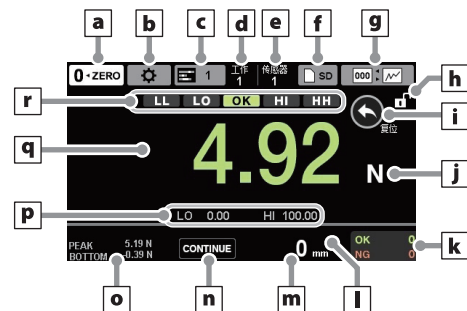 a b c d e f g
0◂ZERO 1 工作 1 传感器 1 SD 000 :
h
r LL LO OK HI HH
i
复位
q 4.92 N j
p LO 0.00 HI 100.00
PEAK 5.19 N CONTINUE 0 mm OK 0 k
BOTTOM -0.39 N NG 0
o n m l